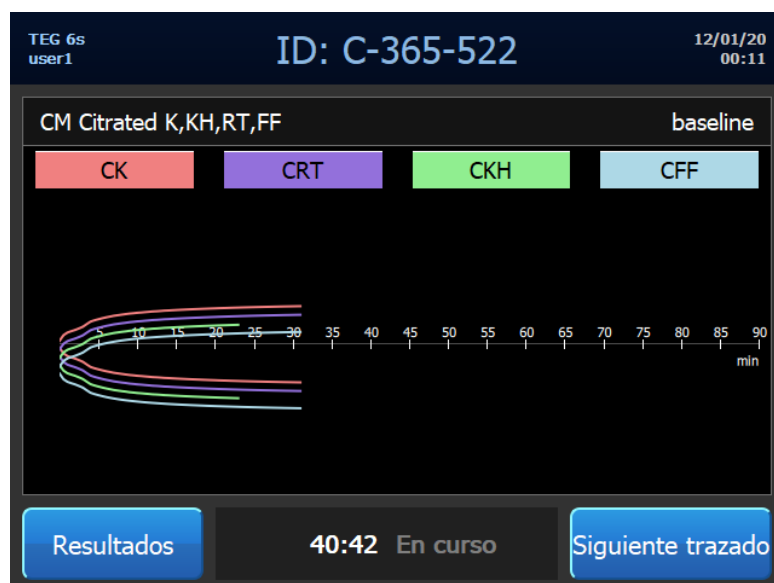 TEG 6s
user1
ID: C-365-522
12/01/20
00:11
CM Citrated K,KH,RT,FF
baseline
CK
CRT
CKH
CFF
5 10 15 20 25 30 35 40 45 50 55 60 65 70 75 80 85 90
min
Resultados
40:42 En curso
Siguiente trazado